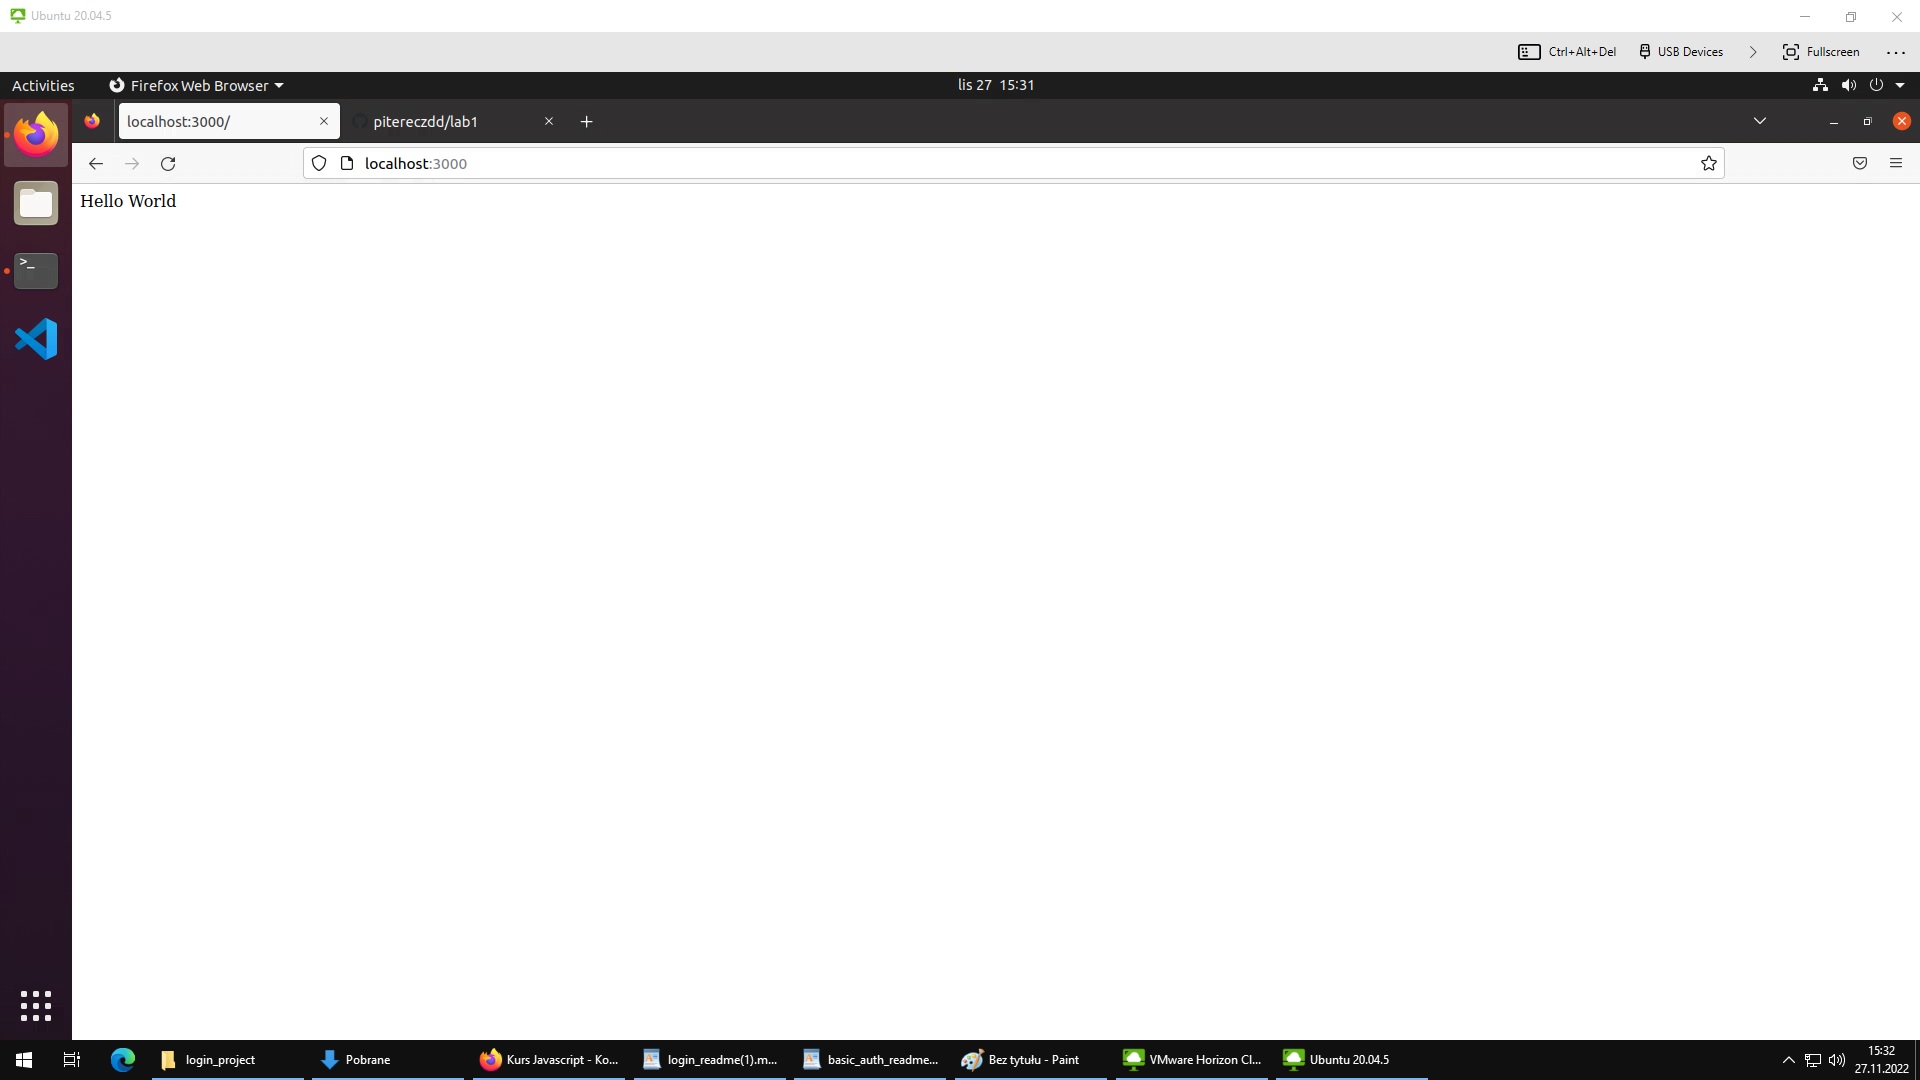 Ubuntu 20.04.5
Ctrl+Alt+Del USB Devices Fullscreen
Activities Firefox Web Browser lis 27 15:31
localhost:3000/ pitereczdd/lab1
localhost:3000
Hello World
login_project Pobrane Kurs Javascript - Ko... login_readme(1).m... basic_auth_readme... Bez tytułu - Paint VMware Horizon Cl... Ubuntu 20.04.5 15:32
27.11.2022